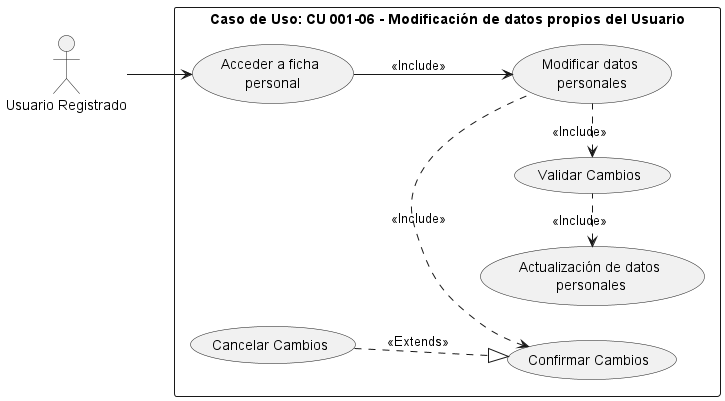 Caso de Uso: CU 001-06 - Modificación de datos propios del Usuario
Usuario Registrado
Acceder a ficha
personal
«Include»
Modificar datos
personales
«Include»
Validar Cambios
«Include»
«Include»
Actualización de datos
personales
Cancelar Cambios
«Extends»
Confirmar Cambios